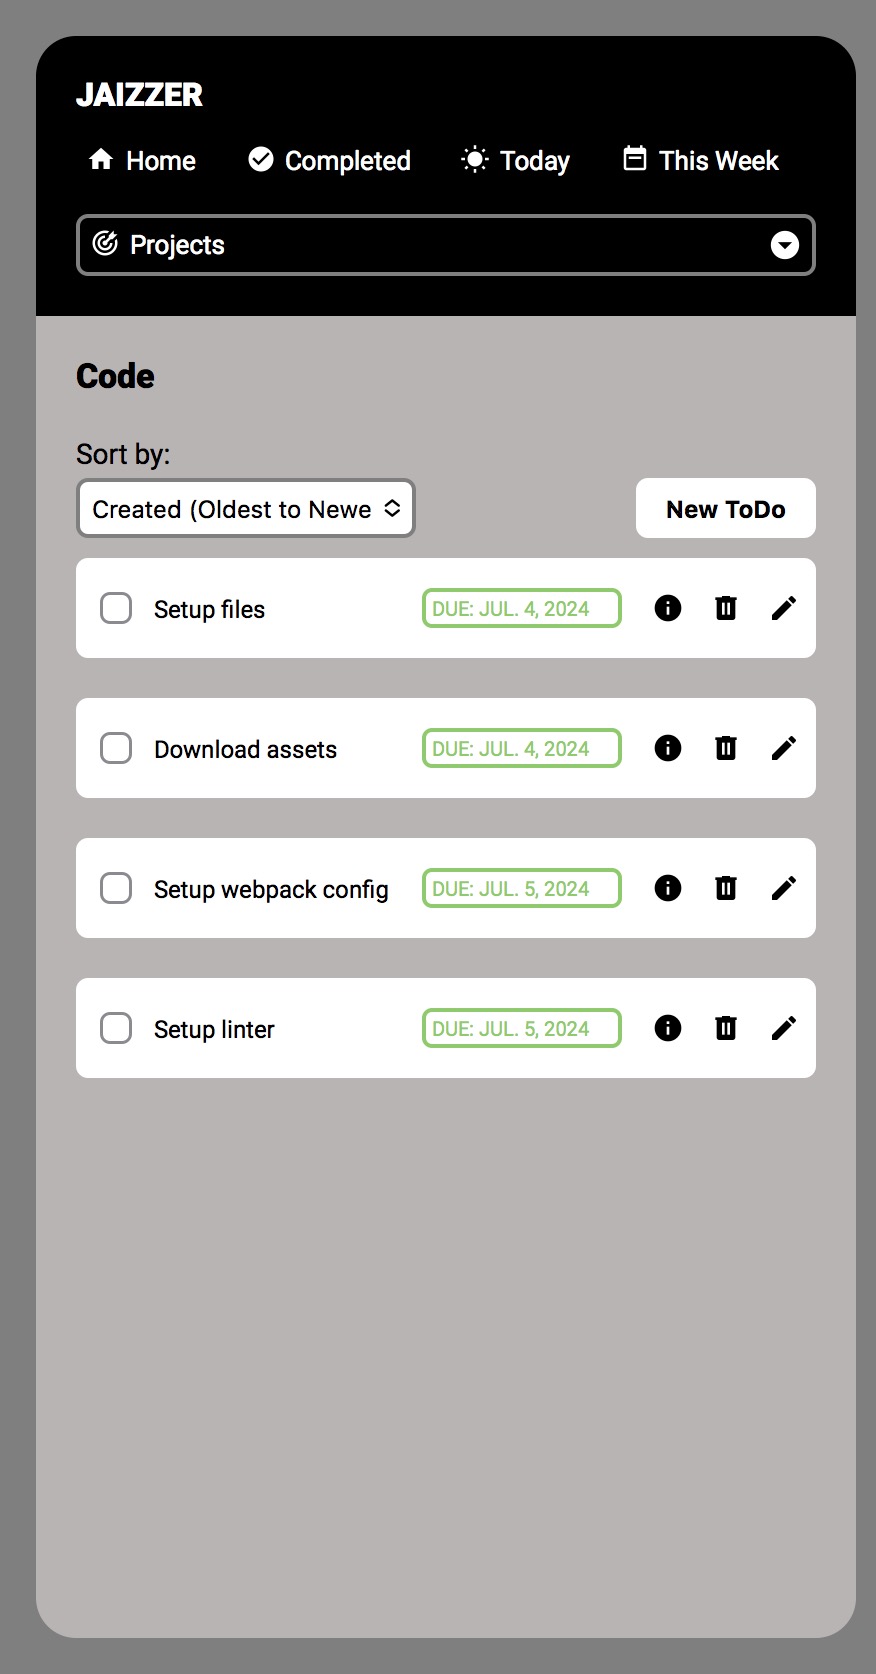 JAIZZER
Home Completed Today This Week
Projects
Code
Sort by:
Created (Oldest to Newe
New ToDo
Setup files DUE: JUL. 4, 2024
Download assets DUE: JUL. 4, 2024
Setup webpack config DUE: JUL. 5, 2024
Setup linter DUE: JUL. 5, 2024